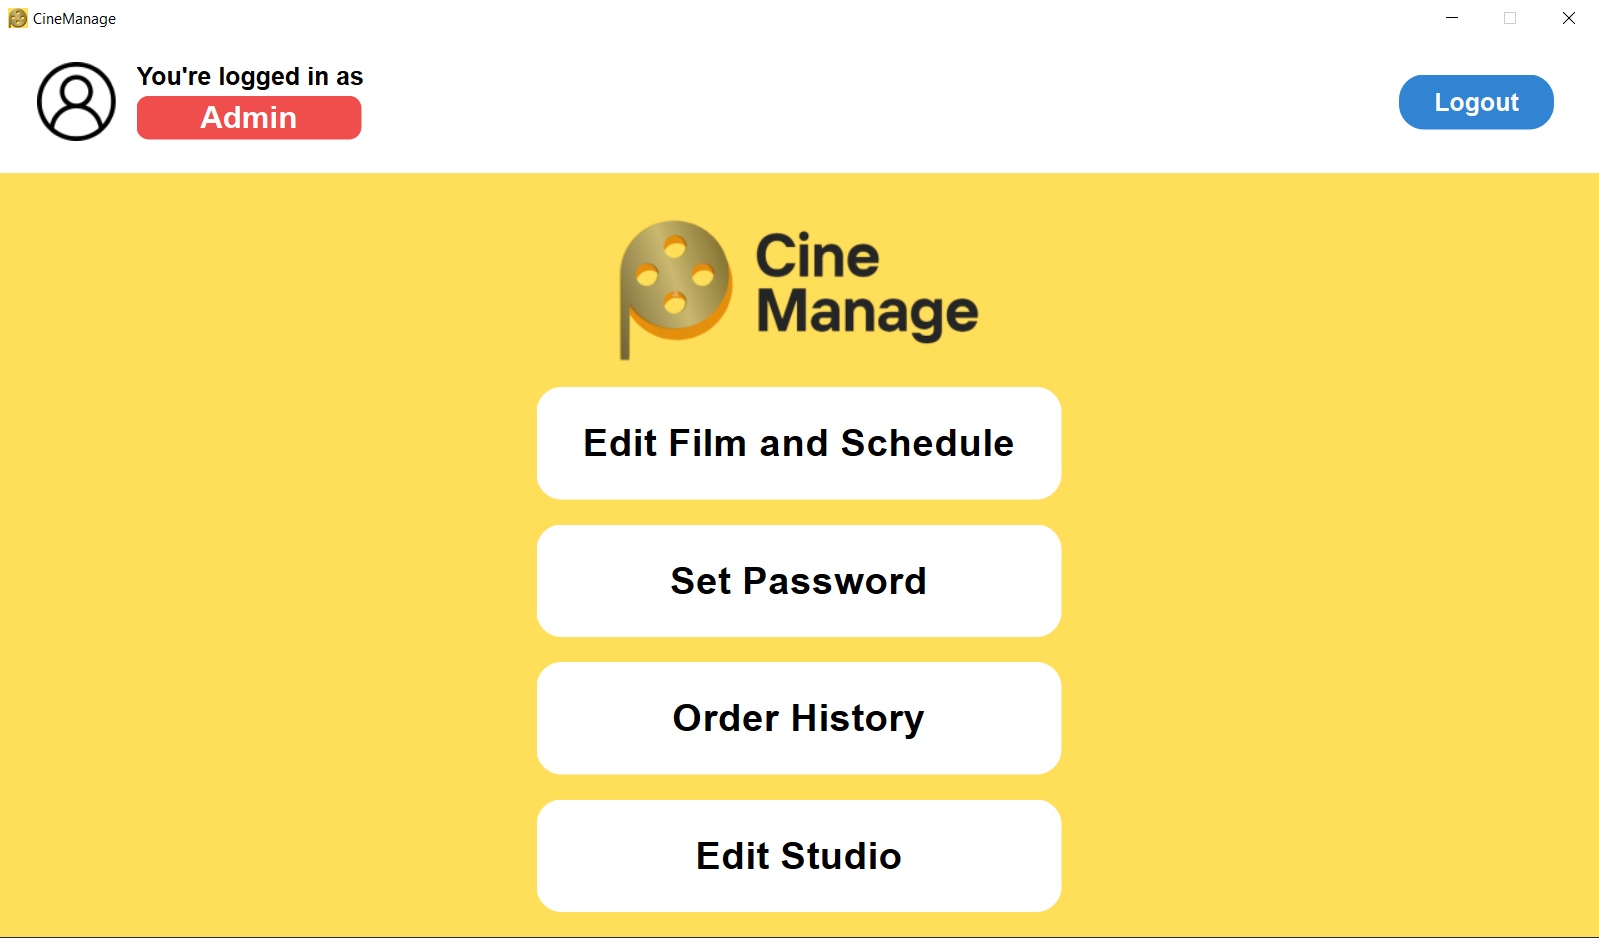 CineManage
You're logged in as
Admin
Logout
Cine
Manage
Edit Film and Schedule
Set Password
Order History
Edit Studio